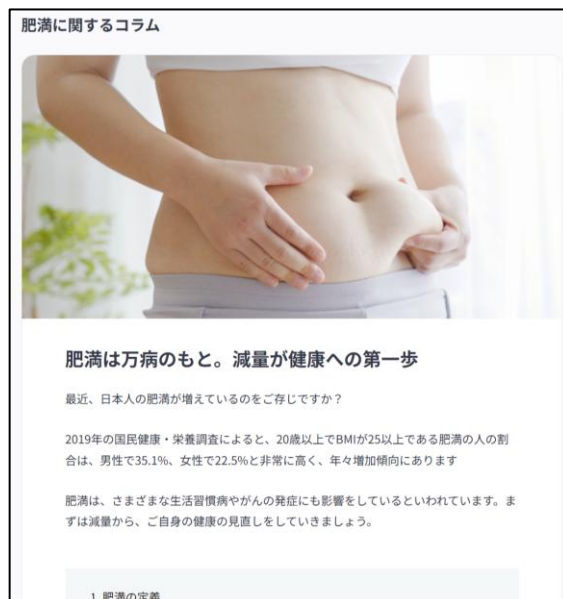 肥満に関するコラム
肥満は万病のもと。減量が健康への第一歩
最近、日本人の肥満が増えているのをご存じですか？
2019年の国民健康・栄養調査によると、20歳以上でBMIが25以上である肥満の人の割
合は、男性で35.1%、女性で22.5%と非常に高く、年々増加傾向にあります
肥満は、さまざまな生活習慣病やがんの発症にも影響をしているといわれています。ま
ずは減量から、ご自身の健康の見直しをしていきましょう。
1. 肥満の定義